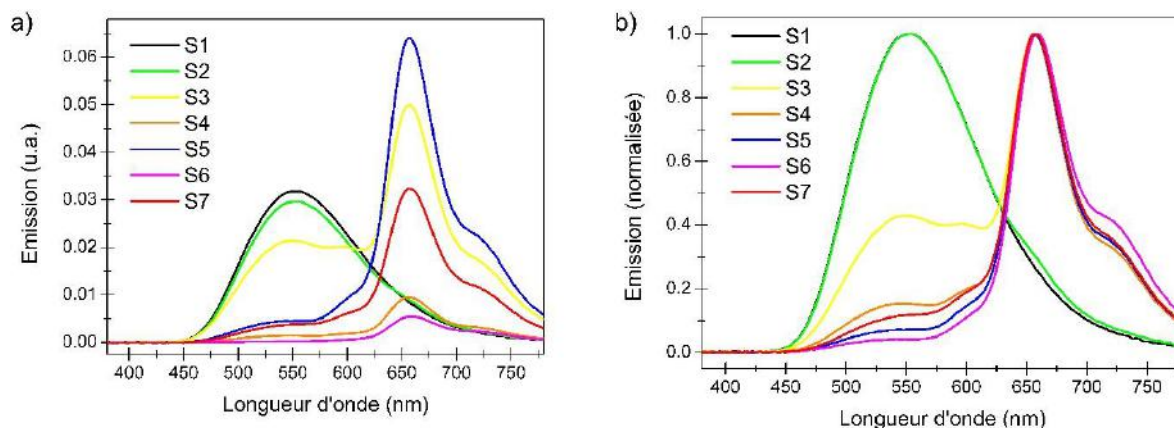 a)
S1
S2
S3
S4
S5
S6
S7
0.06
0.05
0.04
0.03
0.02
0.01
0.00
Emission (u.a.)
400 450 500 550 600 650 700 750
Longueur d'onde (nm)
b)
S1
S2
S3
S4
S5
S6
S7
1.0
0.8
0.6
0.4
0.2
0.0
Emission (normalisée)
400 450 500 550 600 650 700 750
Longueur d'onde (nm)